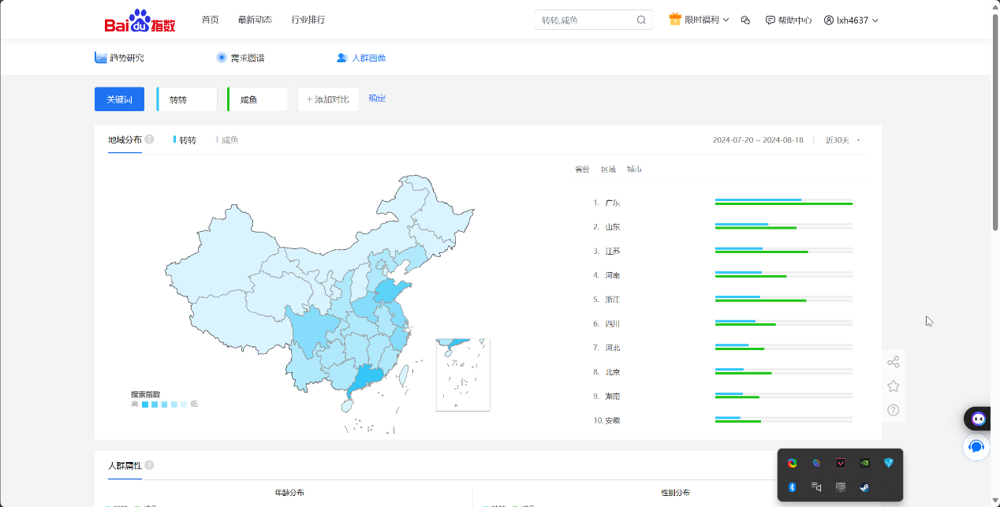 Bai du 指数 首页 最新动态 行业排行 转转,咸鱼 限时福利 帮助中心 lxh4637
趋势研究 需求图谱 人群画像
关键词 转转 咸鱼 +添加对比 确定
地域分布 ? 转转 咸鱼 2024-07-20 ~ 2024-08-18 近30天
省份 区域 城市
1. 广东
2. 山东
3. 江苏
4. 河南
5. 浙江
6. 四川
7. 河北
8. 北京
9. 湖南
10. 安徽
搜索指数
高 低
人群属性 ?
年龄分布 性别分布